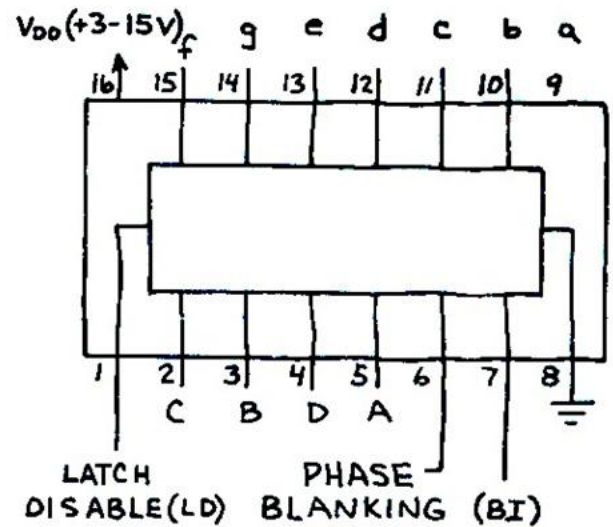 V_DD (+3-15V) f g e d c b a
16 15 14 13 12 11 10 9
1 2 3 4 5 6 7 8
C B D A
LATCH PHASE
DISABLE(LD) BLANKING (BI)